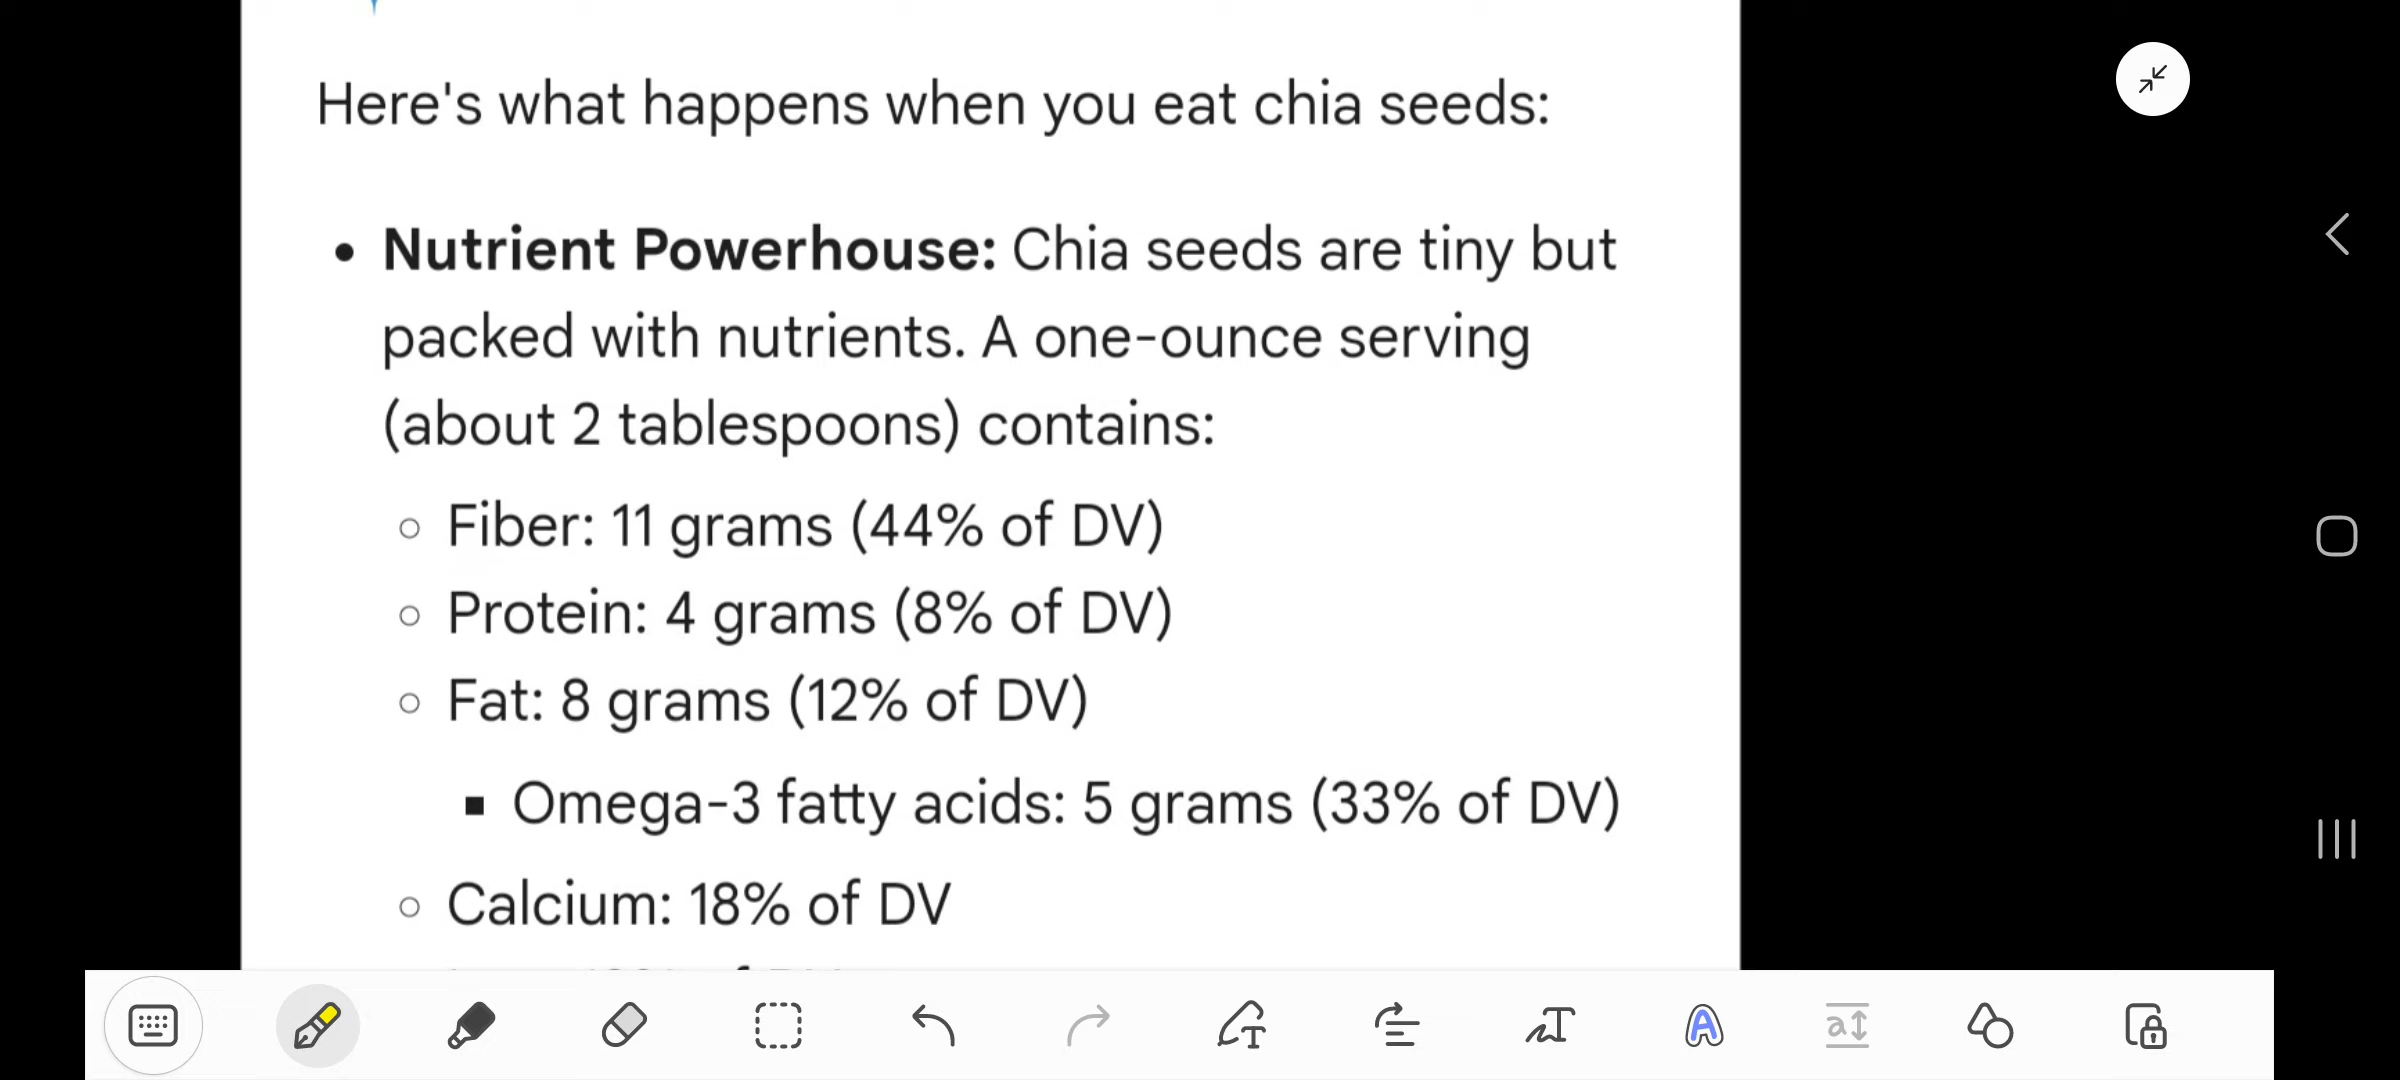 Here's what happens when you eat chia seeds:
• Nutrient Powerhouse: Chia seeds are tiny but
packed with nutrients. A one-ounce serving
(about 2 tablespoons) contains:
○ Fiber: 11 grams (44% of DV)
○ Protein: 4 grams (8% of DV)
○ Fat: 8 grams (12% of DV)
▪ Omega-3 fatty acids: 5 grams (33% of DV)
○ Calcium: 18% of DV